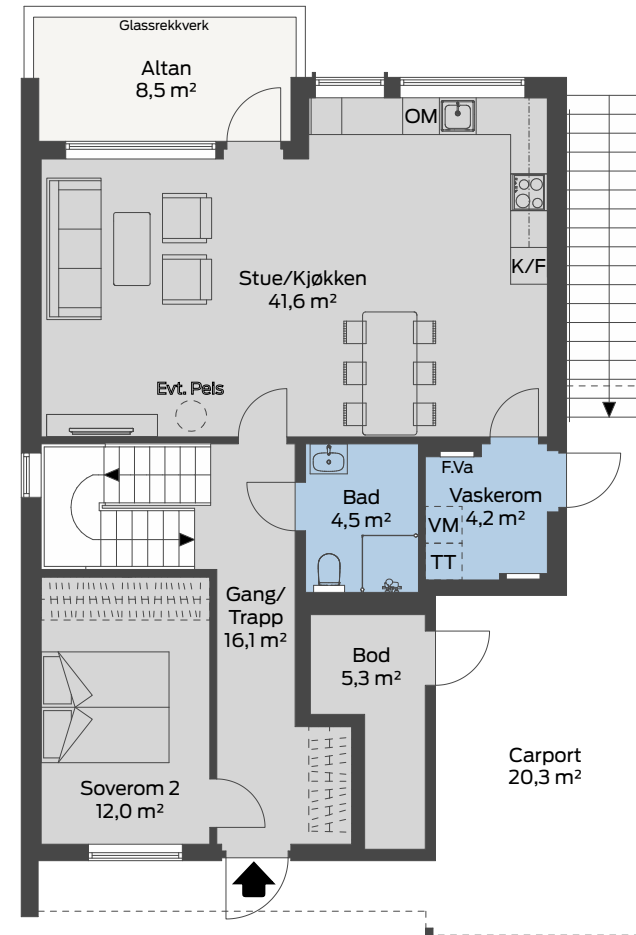 Glassrekkverk
Altan
8,5 m²
OM
K/F
Stue/Kjøkken
41,6 m²
Evt. Peis
F.Va
Vaskerom
4,2 m²
VM
TT
Bad
4,5 m²
Gang/
Trapp
16,1 m²
Bod
5,3 m²
Soverom 2
12,0 m²
Carport
20,3 m²